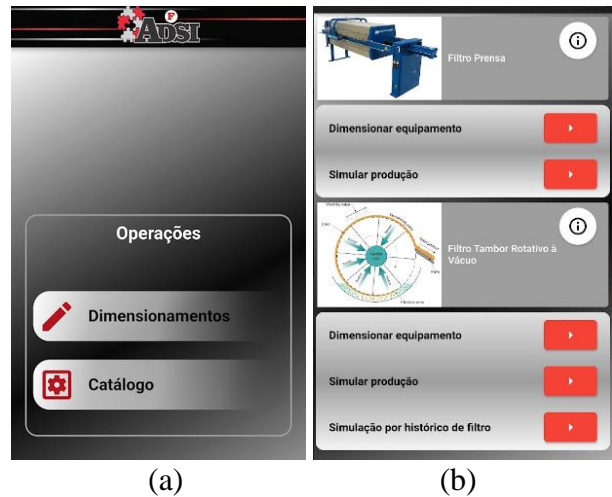 F
ADSI
Operações
Dimensionamentos
Catálogo
(a)
Filtro Prensa
Dimensionar equipamento
Simular produção
Filtro Tambor Rotativo à
Vácuo
Dimensionar equipamento
Simular produção
Simulação por histórico de filtro
(b)